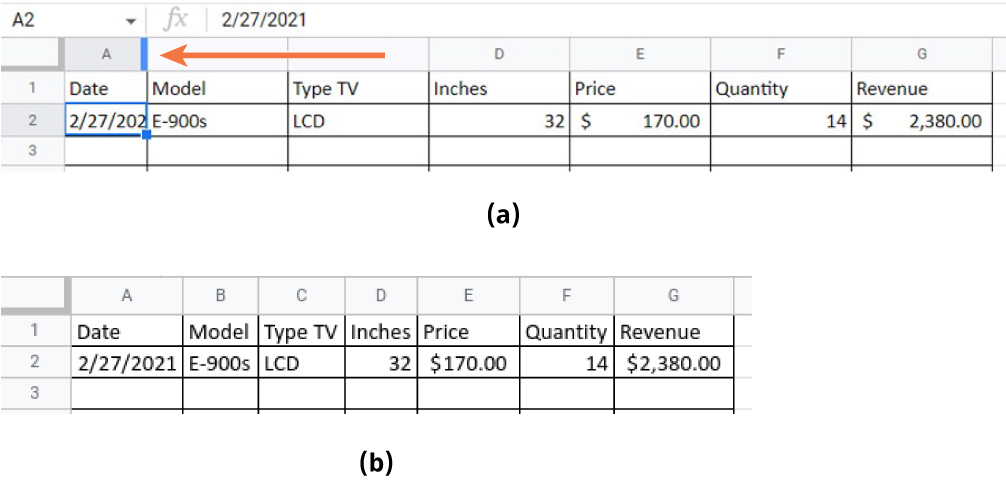 A2 fx 2/27/2021
A D E F G
1 Date Model Type TV Inches Price Quantity Revenue
2 2/27/202 E-900s LCD 32 $ 170.00 14 $ 2,380.00
3
(a)
A B C D E F G
1 Date Model Type TV Inches Price Quantity Revenue
2 2/27/2021 E-900s LCD 32 $170.00 14 $2,380.00
3
(b)